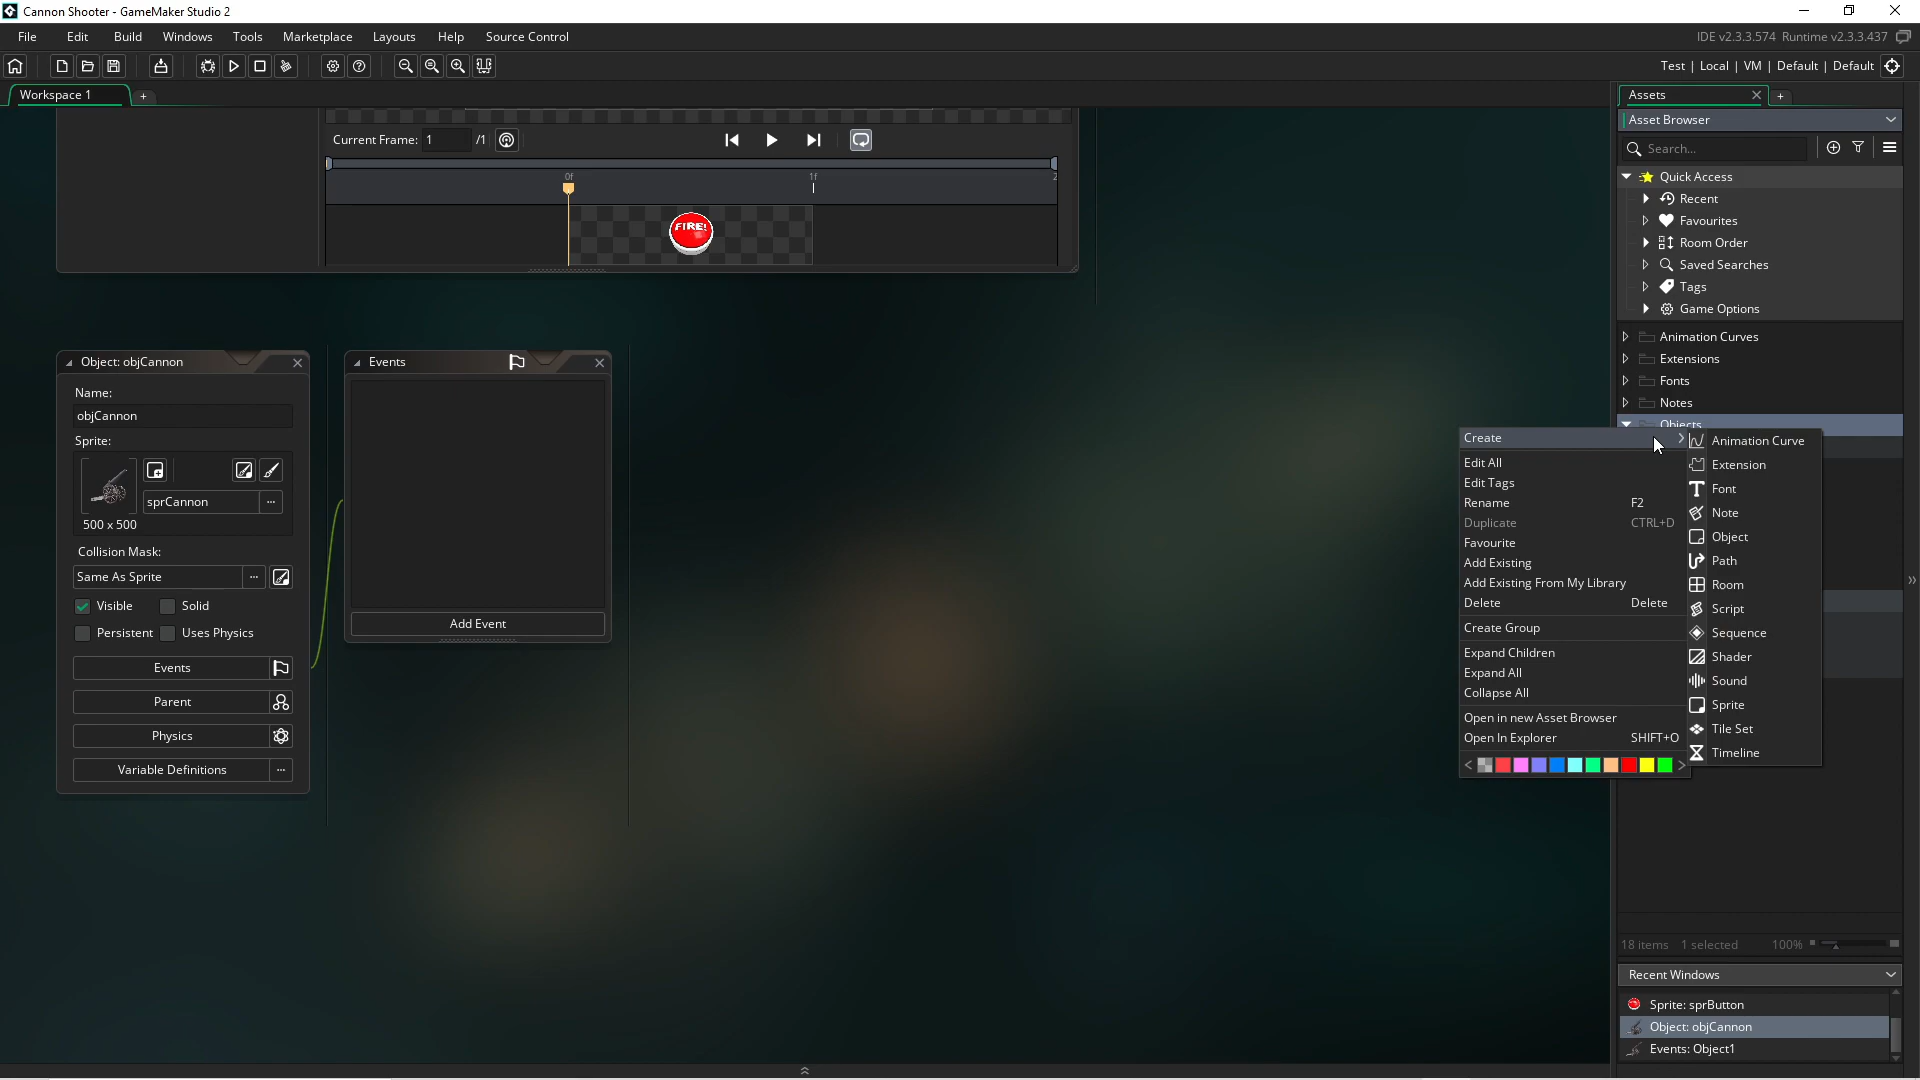 Cannon Shooter - GameMaker Studio 2
File Edit Build Windows Tools Marketplace Layouts Help Source Control
IDE v2.3.3.574 Runtime v2.3.3.437
Test | Local | VM | Default | Default
Workspace 1
Current Frame: 1 /1
0f 1f 2
FIRE!
Object: objCannon
Name:
objCannon
Sprite:
sprCannon
500 x 500
Collision Mask:
Same As Sprite
Visible Solid
Persistent Uses Physics
Events
Parent
Physics
Variable Definitions
Events
Add Event
Create
Edit All
Edit Tags
Rename F2
Duplicate CTRL+D
Favourite
Add Existing
Add Existing From My Library
Delete Delete
Create Group
Expand Children
Expand All
Collapse All
Open in new Asset Browser
Open In Explorer SHIFT+O
Animation Curve
Extension
Font
Note
Object
Path
Room
Script
Sequence
Shader
Sound
Sprite
Tile Set
Timeline
Assets
Asset Browser
Search...
Quick Access
Recent
Favourites
Room Order
Saved Searches
Tags
Game Options
Animation Curves
Extensions
Fonts
Notes
Objects
18 items 1 selected 100%
Recent Windows
Sprite: sprButton
Object: objCannon
Events: Object1